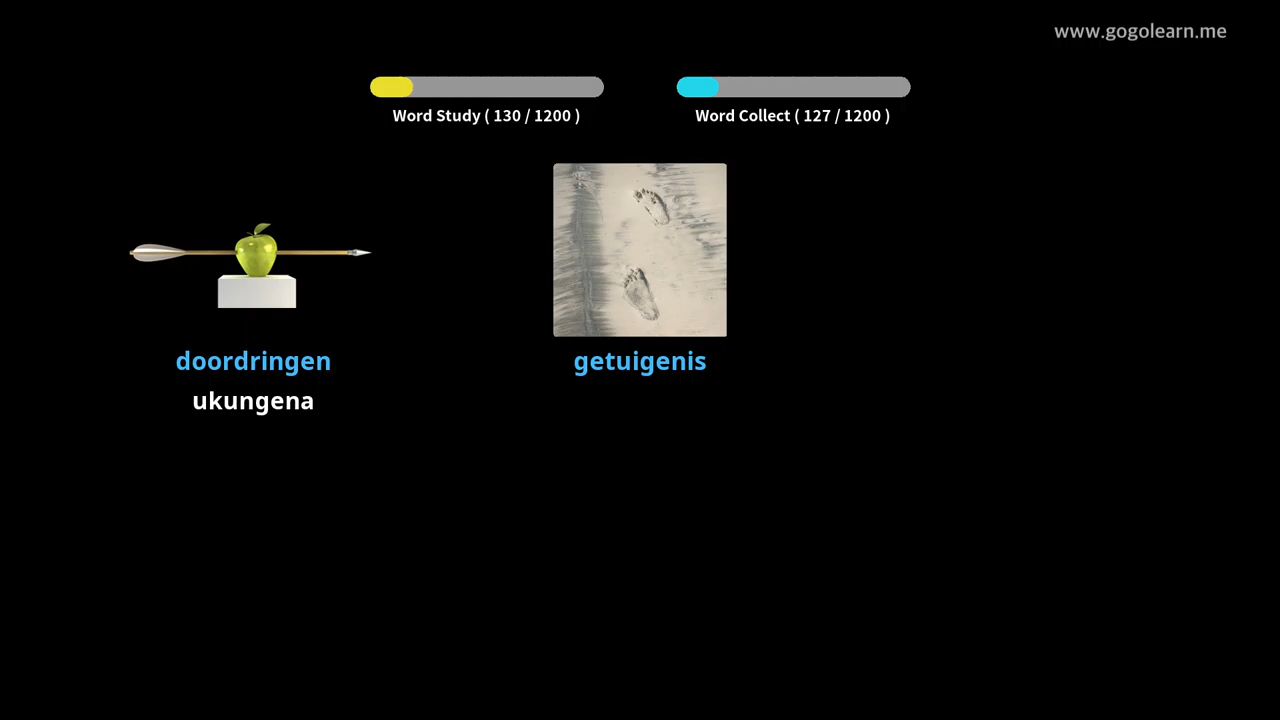 www.gogolearn.me
Word Study ( 130 / 1200 )
Word Collect ( 127 / 1200 )
doordringen
ukungena
getuigenis